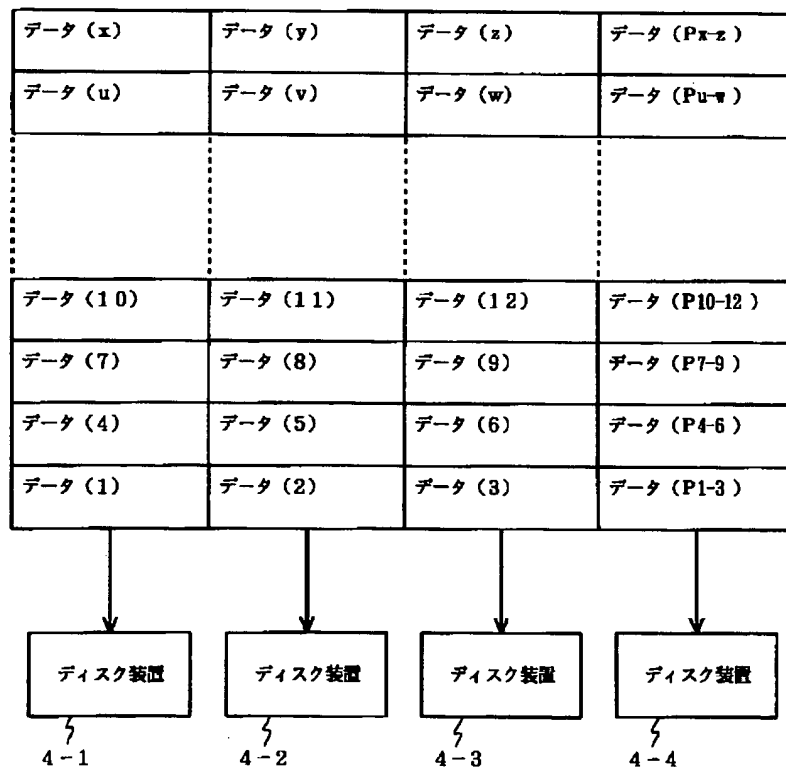 データ (x) データ (y) データ (z) データ (Px-z)
データ (u) データ (v) データ (w) データ (Pu-w)
データ (10) データ (11) データ (12) データ (P10-12)
データ (7) データ (8) データ (9) データ (P7-9)
データ (4) データ (5) データ (6) データ (P4-6)
データ (1) データ (2) データ (3) データ (P1-3)
ディスク装置 ディスク装置 ディスク装置 ディスク装置
4-1 4-2 4-3 4-4